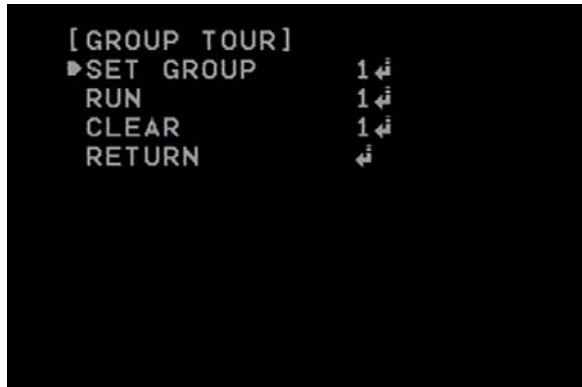 [GROUP TOUR]
SET GROUP 1↲
RUN 1↲
CLEAR 1↲
RETURN ↲